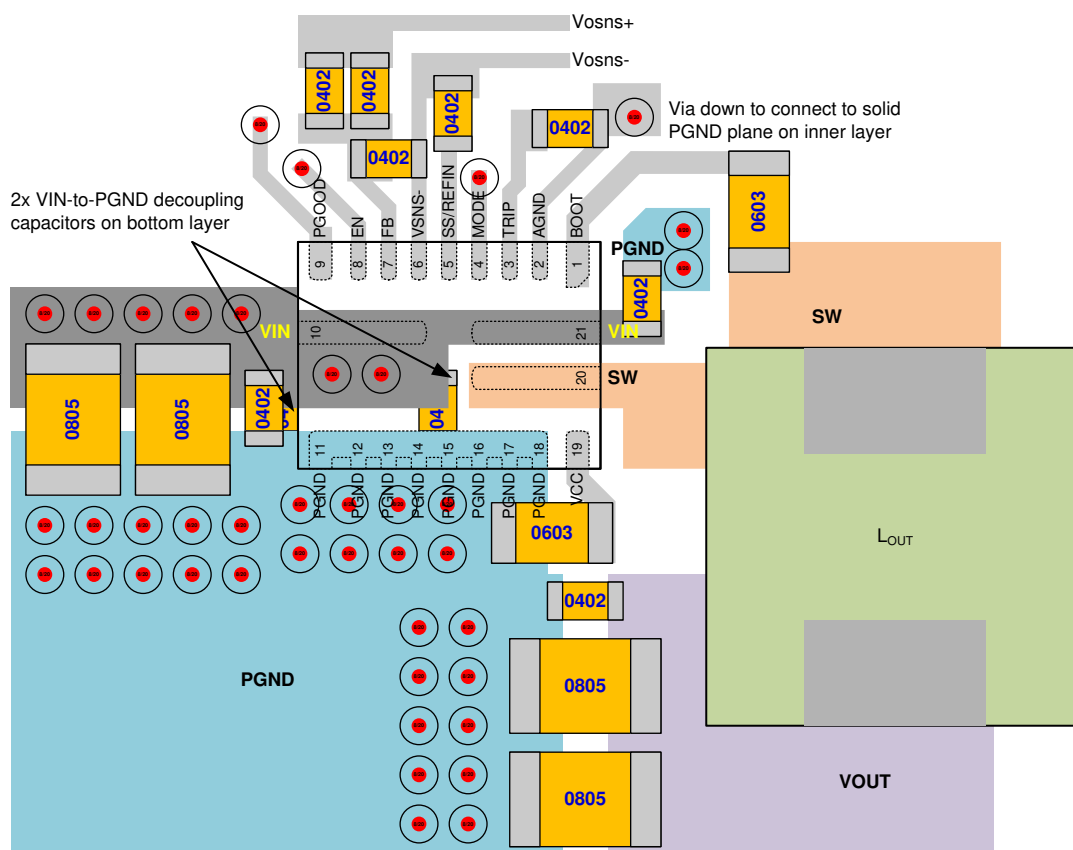 Vosns+
Vosns-
0402
0402
0402
0402
0402
Via down to connect to solid
PGND plane on inner layer
0603
2x VIN-to-PGND decoupling
capacitors on bottom layer
PGOOD
EN
FB
VSNS-
SS/REFIN
MODE
TRIP
AGND
BOOT
9
8
7
6
5
4
3
2
1
PGND
0402
SW
VIN
10
21
VIN
20
SW
0805
0805
0402
04
04
11
12
13
14
15
16
17
18
19
PGND
PGND
PGND
PGND
PGND
PGND
PGND
PGND
VCC
0603
LOUT
0402
PGND
0805
VOUT
0805